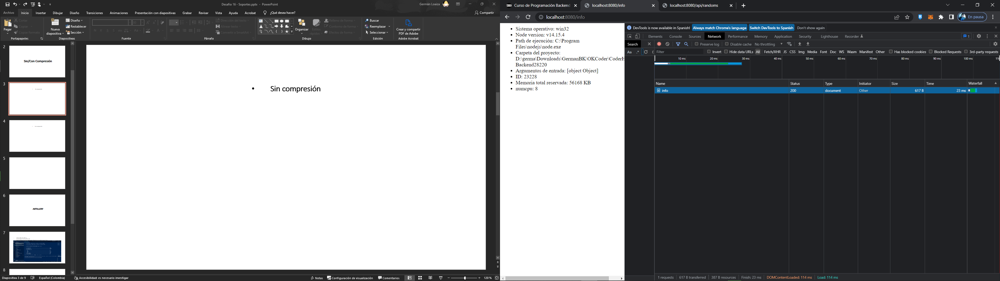 Desafio 16 - Soportes.pptx - PowerPoint
Germán Loaiza
Archivo Inicio Insertar Dibujar Diseño Transiciones Animaciones Presentación con diapositivas Grabar Revisar Vista Ayuda Acrobat ¿Qué desea hacer? Compartir
Pegar
Cortar
Copiar
Copiar formato
Portapapeles
Nueva
diapositiva
Diseño
Restablecer
Sección
Diapositivas
Fuente
Dirección del texto
Alinear texto
Convertir a SmartArt
Párrafo
Organizar
Estilos
rápidos
Relleno de forma
Contorno de forma
Efectos de forma
Dibujo
Buscar
Reemplazar
Seleccionar
Edición
Crear y compartir
PDF de Adobe
Adobe Acrobat
2
Sin/Con Compresión
3
4
5
6
ARTILLERY
7
8
• Sin compresión
Diapositiva 3 de 9 Español (Colombia) Accesibilidad: es necesario investigar
Notas Configuración de visualización Comentarios 120 %
Curso de Programación Backend localhost:8080/info localhost:8080/api/randoms
localhost:8080/info
En pausa
• Sistema operativo: win32
• Node version: v14.15.4
• Path de ejecución: C:\Program
Files\nodejs\node.exe
• Carpeta del proyecto:
D:\germa\Downloads\GermanBK\OKCoder\CoderH
Backend28220
• Argumentos de entrada: [object Object]
• ID: 23228
• Memoria total reservada: 56168 KB
• numcpu: 8
DevTools is now available in Spanish! Always match Chrome's language Switch DevTools to Spanish Don't show again
Elements Console Sources Network Performance Memory Application Security Lighthouse Recorder 1
Search
Preserve log Disable cache No throttling
Aa .*
Filter Invert Hide data URLs All Fetch/XHR JS CSS Img Media Font Doc WS Wasm Manifest Other Has blocked cookies Blocked Requests 3rd-party requests
10 ms 20 ms 30 ms 40 ms 50 ms 60 ms 70 ms 80 ms 90 ms 100 ms 110
Name Status Type Initiator Size Time Waterfall
info 200 document Other 617 B 23 ms
1 requests 617 B transferred 387 B resources Finish: 23 ms DOMContentLoaded: 114 ms Load: 114 ms